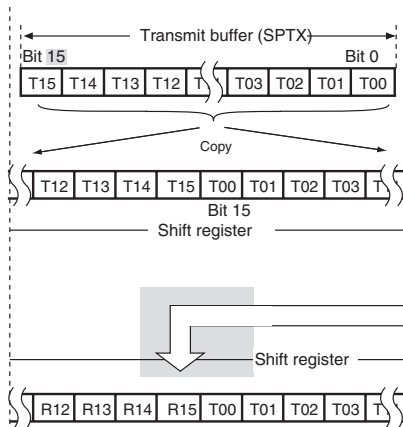 Transmit buffer (SPTX)
Bit 15 Bit 0
T15 T14 T13 T12 T03 T02 T01 T00
Copy
T12 T13 T14 T15 T00 T01 T02 T03 T
Bit 15
Shift register
Shift register
R12 R13 R14 R15 T00 T01 T02 T03 T